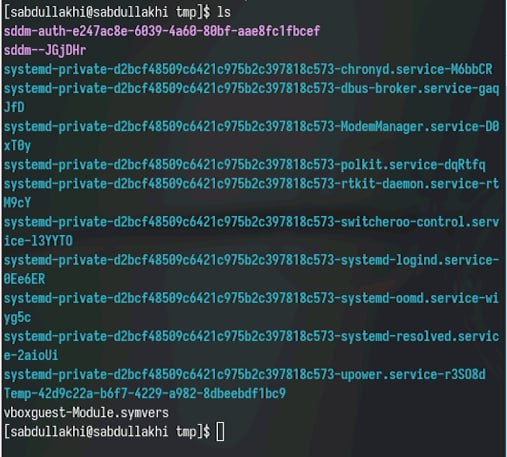 [sabdullakhi@sabdullakhi tmp]$ ls
sddm-auth-e247ac8e-6039-4a60-80bf-aae8fc1fbcef
sddm--JGjDHr
systemd-private-d2bcf48509c6421c975b2c397818c573-chronyd.service-M6bbCR
systemd-private-d2bcf48509c6421c975b2c397818c573-dbus-broker.service-gaq
JfD
systemd-private-d2bcf48509c6421c975b2c397818c573-ModemManager.service-D0
xT0y
systemd-private-d2bcf48509c6421c975b2c397818c573-polkit.service-dqRtfq
systemd-private-d2bcf48509c6421c975b2c397818c573-rtkit-daemon.service-rt
M9cY
systemd-private-d2bcf48509c6421c975b2c397818c573-switcheroo-control.serv
ice-l3YYTO
systemd-private-d2bcf48509c6421c975b2c397818c573-systemd-logind.service-
0Ee6ER
systemd-private-d2bcf48509c6421c975b2c397818c573-systemd-oomd.service-wi
yg5c
systemd-private-d2bcf48509c6421c975b2c397818c573-systemd-resolved.servic
e-2aioUi
systemd-private-d2bcf48509c6421c975b2c397818c573-upower.service-r3SO8d
Temp-42d9c22a-b6f7-4229-a982-8dbeebdf1bc9
vboxguest-Module.symvers
[sabdullakhi@sabdullakhi tmp]$